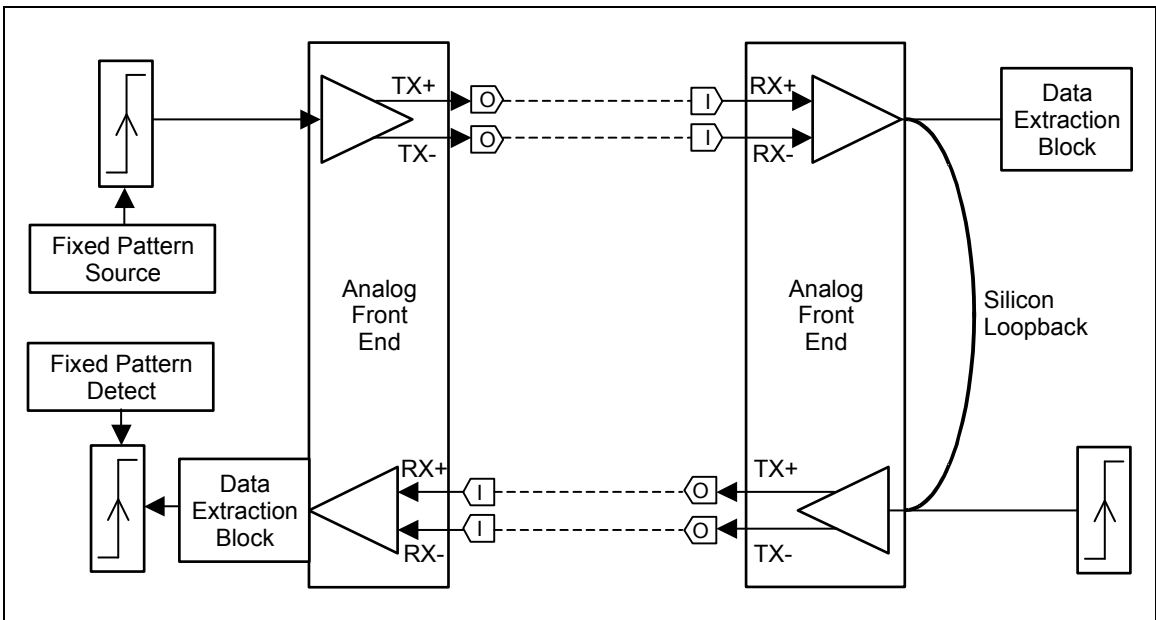 TX+
O
I
RX+
TX-
O
I
RX-
Data
Extraction
Block
Fixed Pattern
Source
Analog
Front
End
Analog
Front
End
Silicon
Loopback
Fixed Pattern
Detect
Data
Extraction
Block
RX+
I
O
TX+
RX-
I
O
TX-